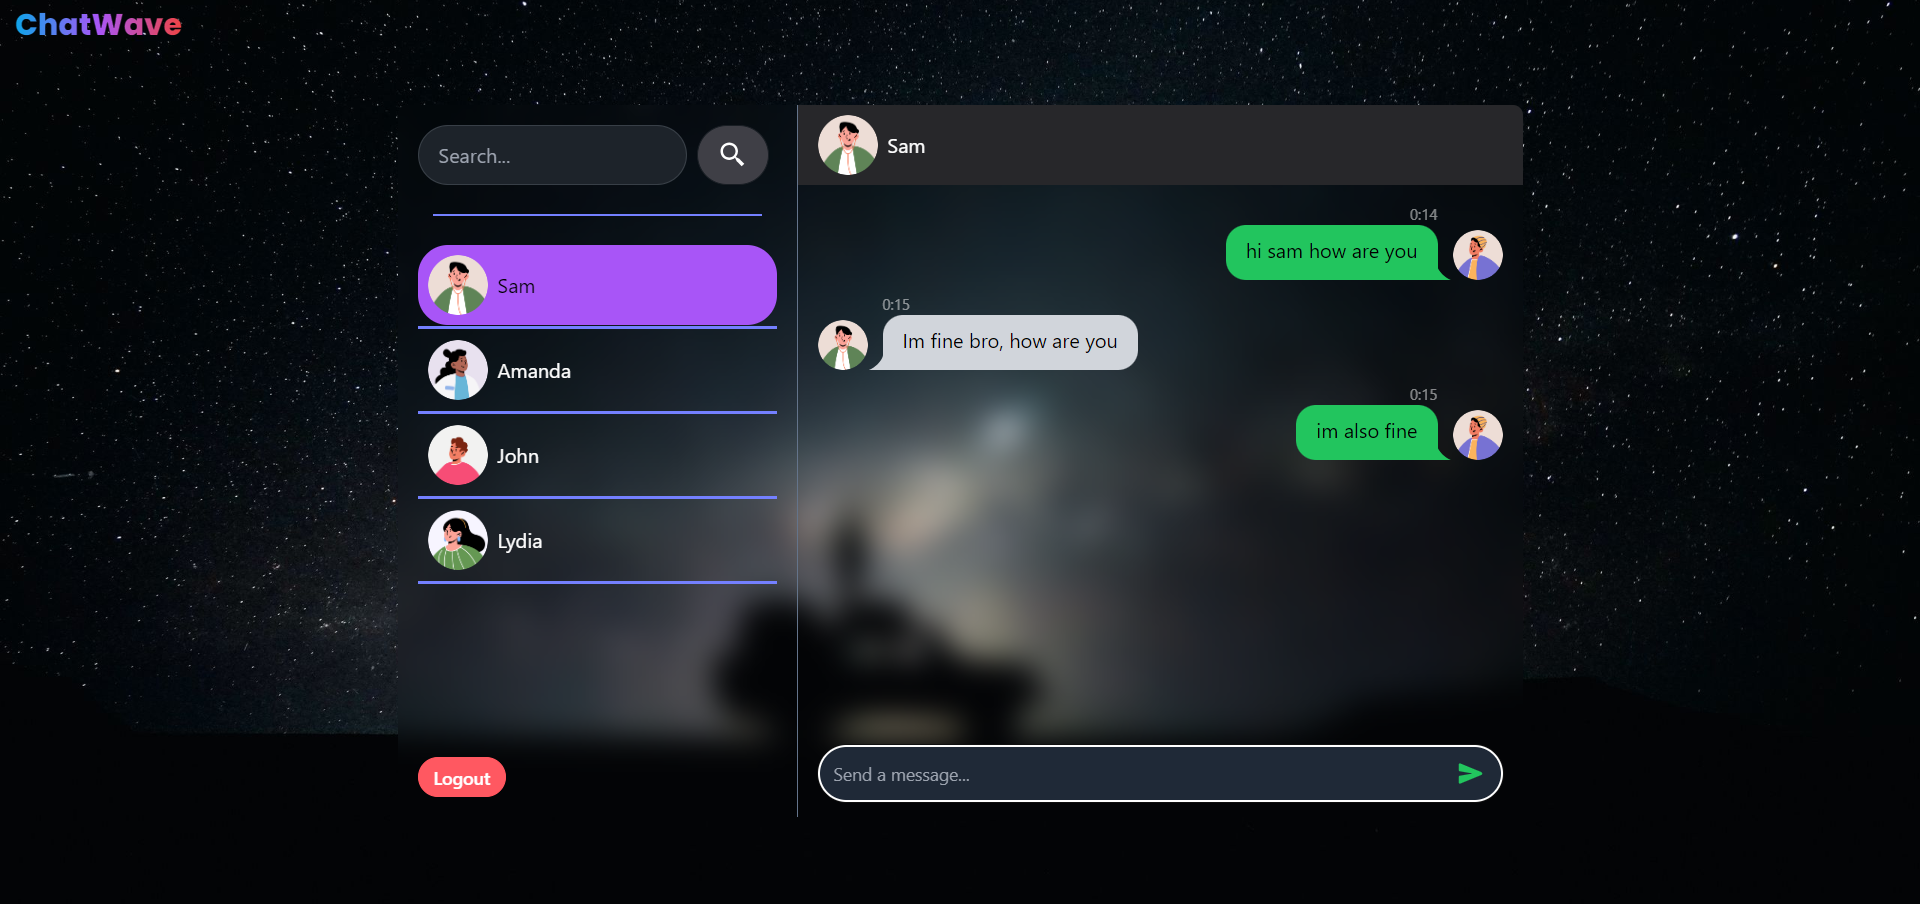 ChatWave
Search...
Sam
Amanda
John
Lydia
Logout
Sam
0:14
hi sam how are you
0:15
Im fine bro, how are you
0:15
im also fine
Send a message...